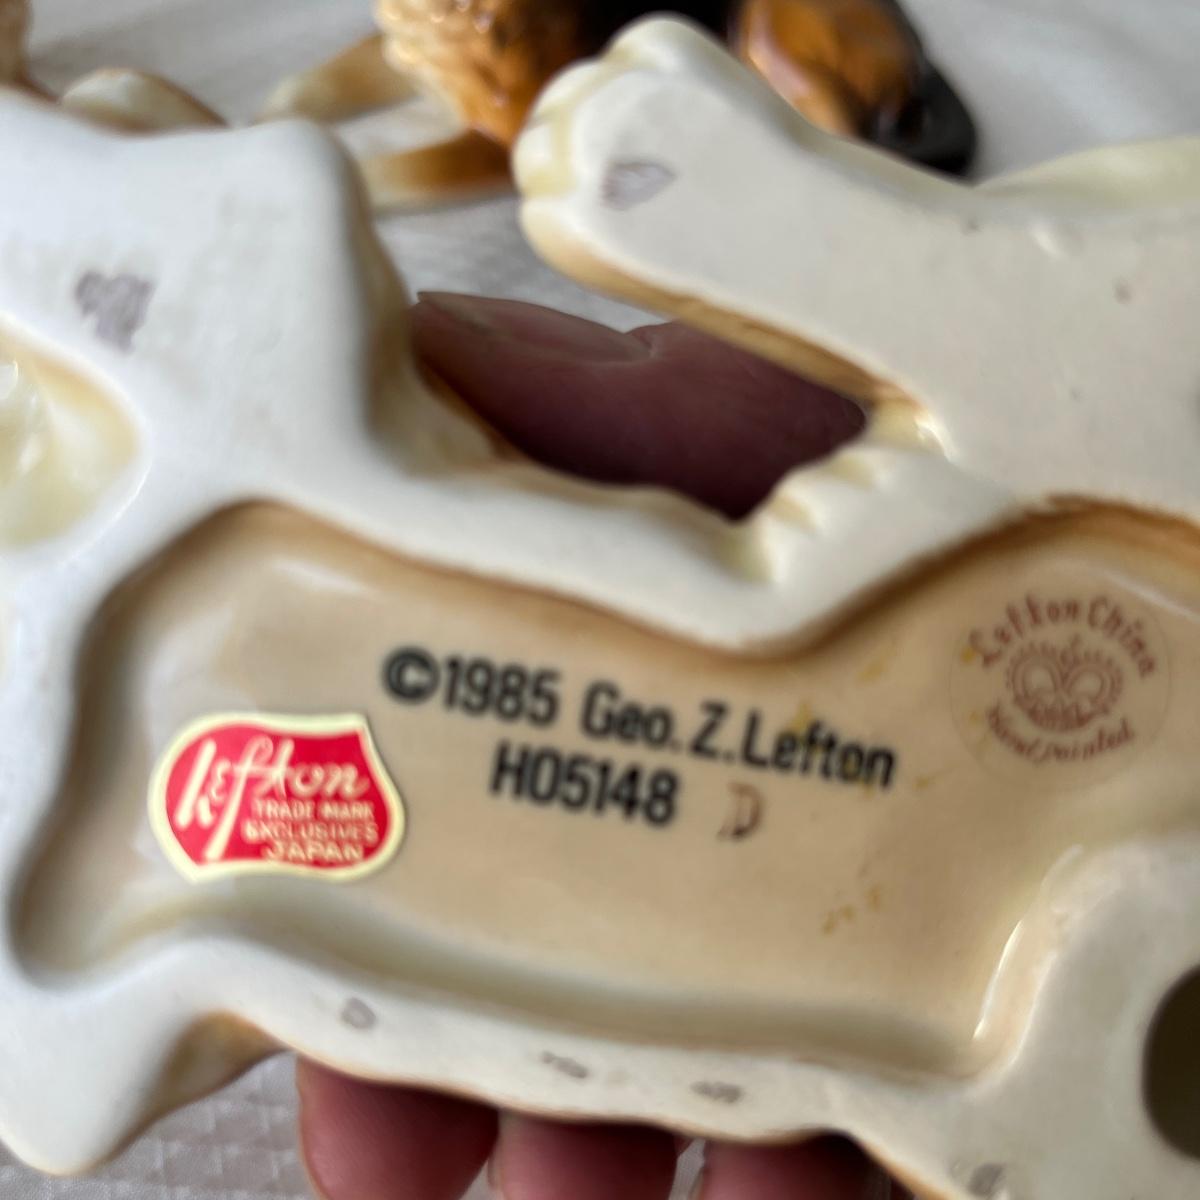 ©1985 Geo. Z. Lefton
H05148 D
Lefton
TRADE MARK
EXCLUSIVES
JAPAN
Lefton China
Hand painted